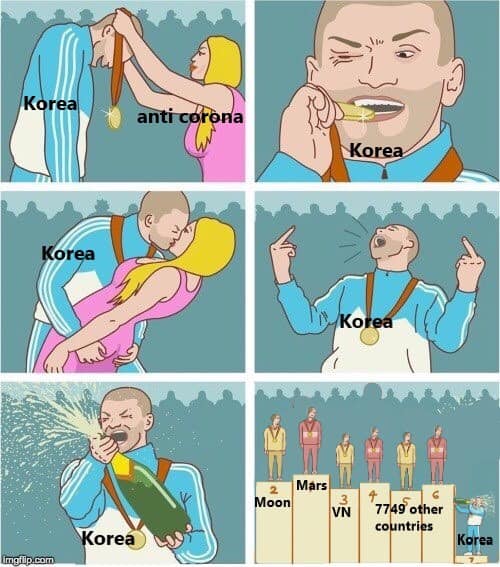 Korea
anti corona
Korea
Korea
Korea
Korea
2
Moon
Mars
3
VN
4
5
6
7749 other
countries
Korea
7
imgflip.com